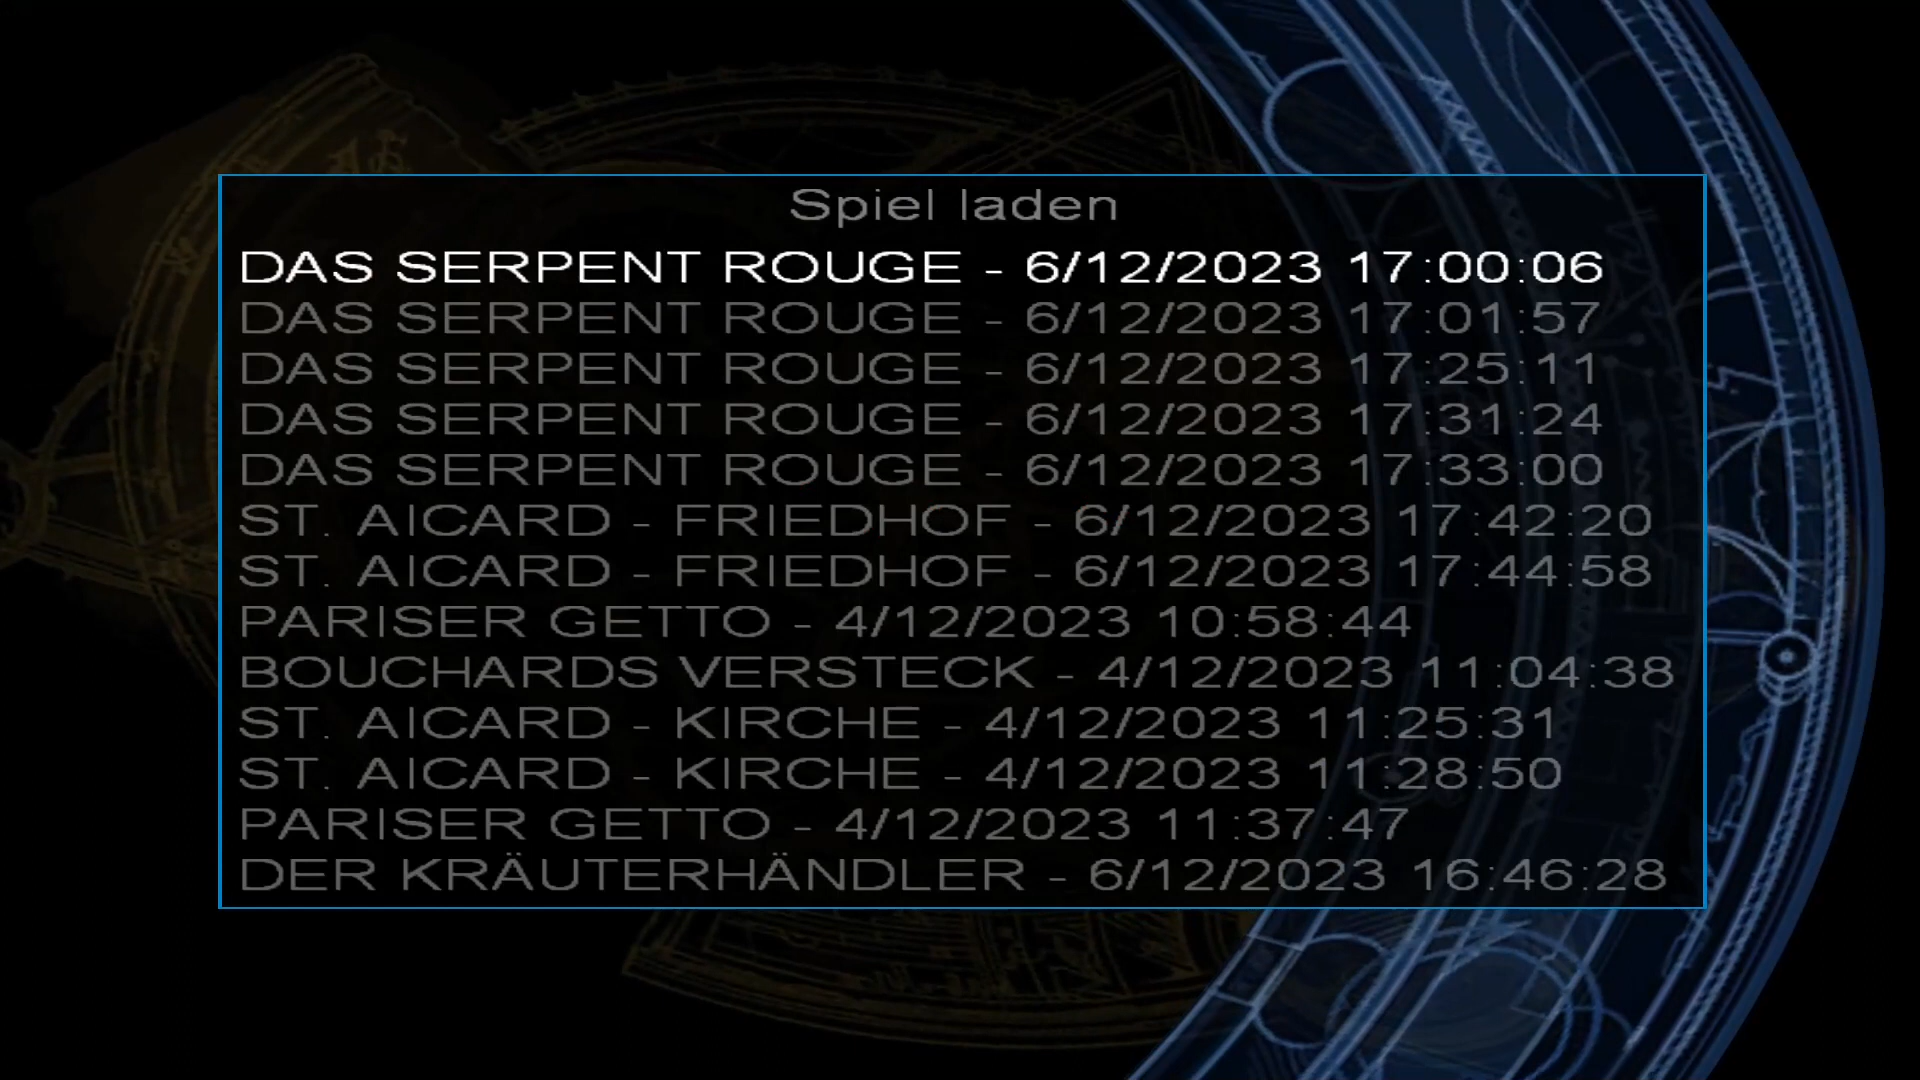 Spiel laden
DAS SERPENT ROUGE - 6/12/2023 17:00:06
DAS SERPENT ROUGE - 6/12/2023 17:01:57
DAS SERPENT ROUGE - 6/12/2023 17:25:11
DAS SERPENT ROUGE - 6/12/2023 17:31:24
DAS SERPENT ROUGE - 6/12/2023 17:33:00
ST. AICARD - FRIEDHOF - 6/12/2023 17:42:20
ST. AICARD - FRIEDHOF - 6/12/2023 17:44:58
PARISER GETTO - 4/12/2023 10:58:44
BOUCHARDS VERSTECK - 4/12/2023 11:04:38
ST. AICARD - KIRCHE - 4/12/2023 11:25:31
ST. AICARD - KIRCHE - 4/12/2023 11:28:50
PARISER GETTO - 4/12/2023 11:37:47
DER KRÄUTERHÄNDLER - 6/12/2023 16:46:28